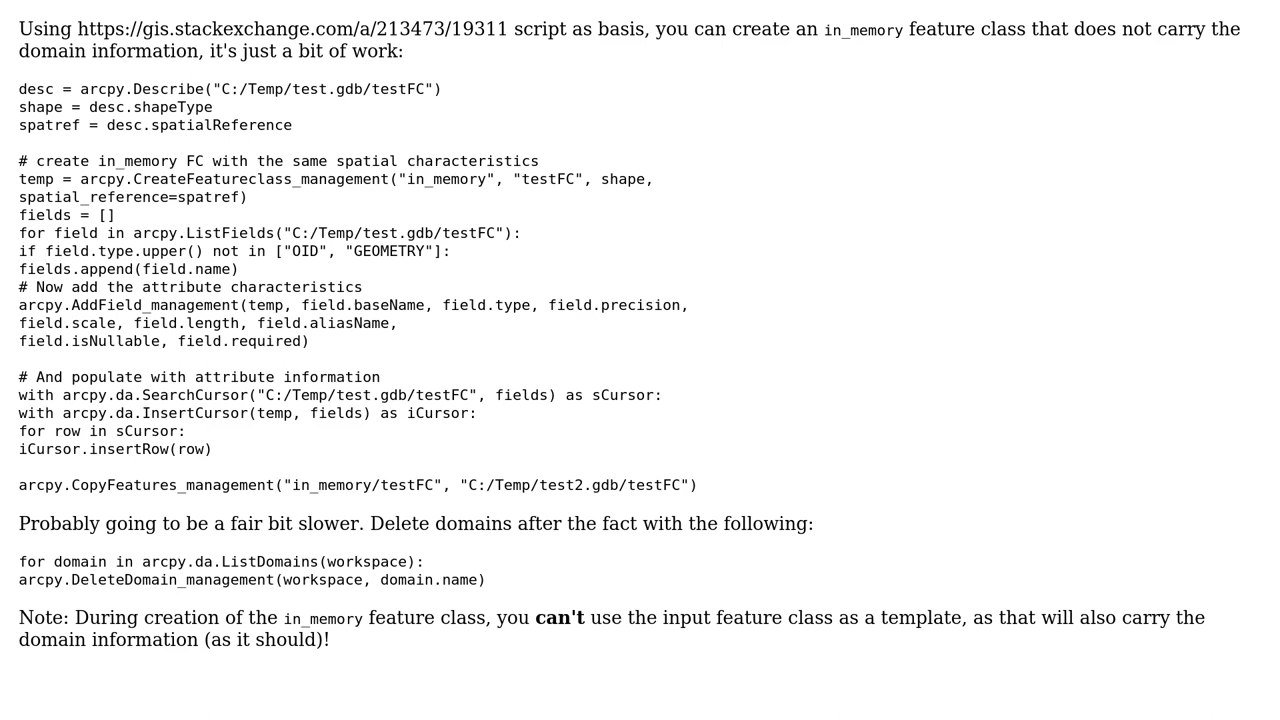 Using https://gis.stackexchange.com/a/213473/19311 script as basis, you can create an in_memory feature class that does not carry the
domain information, it's just a bit of work:
desc = arcpy.Describe("C:/Temp/test.gdb/testFC")
shape = desc.shapeType
spatref = desc.spatialReference
# create in_memory FC with the same spatial characteristics
temp = arcpy.CreateFeatureclass_management("in_memory", "testFC", shape,
spatial_reference=spatref)
fields = []
for field in arcpy.ListFields("C:/Temp/test.gdb/testFC"):
if field.type.upper() not in ["OID", "GEOMETRY"]:
fields.append(field.name)
# Now add the attribute characteristics
arcpy.AddField_management(temp, field.baseName, field.type, field.precision,
field.scale, field.length, field.aliasName,
field.isNullable, field.required)
# And populate with attribute information
with arcpy.da.SearchCursor("C:/Temp/test.gdb/testFC", fields) as sCursor:
with arcpy.da.InsertCursor(temp, fields) as iCursor:
for row in sCursor:
iCursor.insertRow(row)
arcpy.CopyFeatures_management("in_memory/testFC", "C:/Temp/test2.gdb/testFC")
Probably going to be a fair bit slower. Delete domains after the fact with the following:
for domain in arcpy.da.ListDomains(workspace):
arcpy.DeleteDomain_management(workspace, domain.name)
Note: During creation of the in_memory feature class, you can't use the input feature class as a template, as that will also carry the
domain information (as it should)!